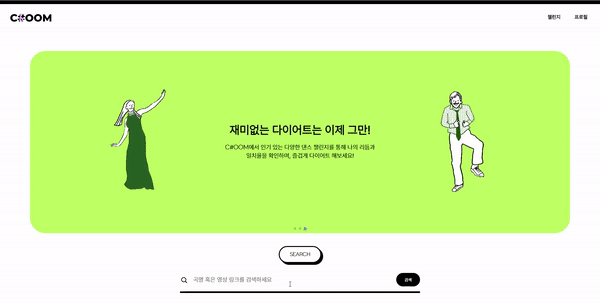 C#OOM
챌린지 프로필
재미없는 다이어트는 이제 그만!
C#OOM에서 인기 있는 다양한 댄스 챌린지를 통해 나의 리듬과
일치율을 확인하며, 즐겁게 다이어트 해보세요!
SEARCH
곡명 혹은 영상 링크를 검색하세요
검색